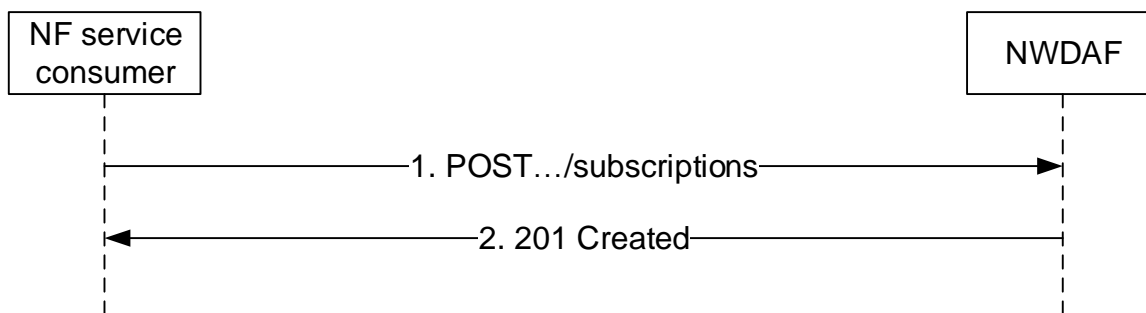 NF service
consumer
NWDAF
1. POST…/subscriptions
2. 201 Created